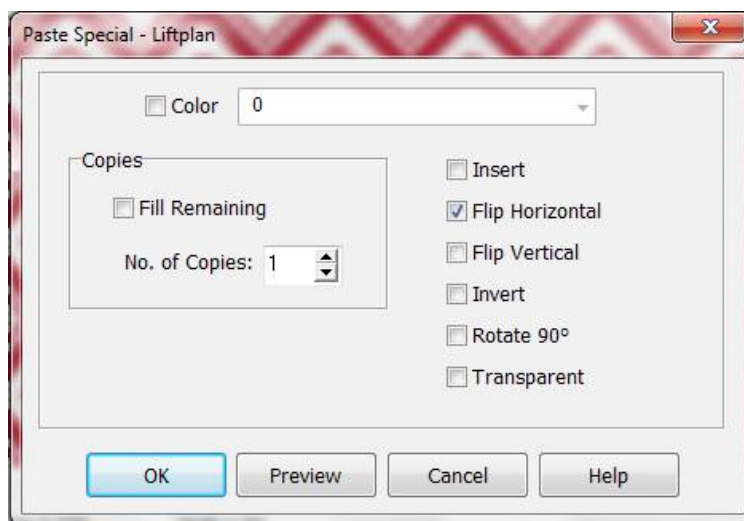 Paste Special - Liftplan
x
Color 0
Copies
Fill Remaining
No. of Copies: 1
Insert
Flip Horizontal
Flip Vertical
Invert
Rotate 90º
Transparent
OK Preview Cancel Help